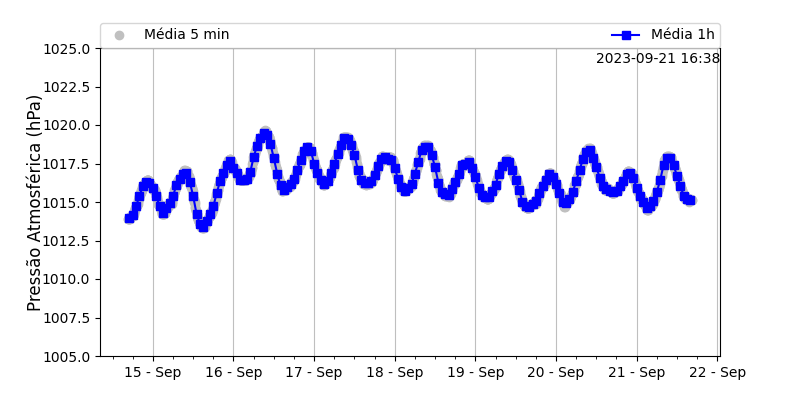 Média 5 min
Média 1h
2023-09-21 16:38
Pressão Atmosférica (hPa)
1025.0
1022.5
1020.0
1017.5
1015.0
1012.5
1010.0
1007.5
1005.0
15 - Sep
16 - Sep
17 - Sep
18 - Sep
19 - Sep
20 - Sep
21 - Sep
22 - Sep